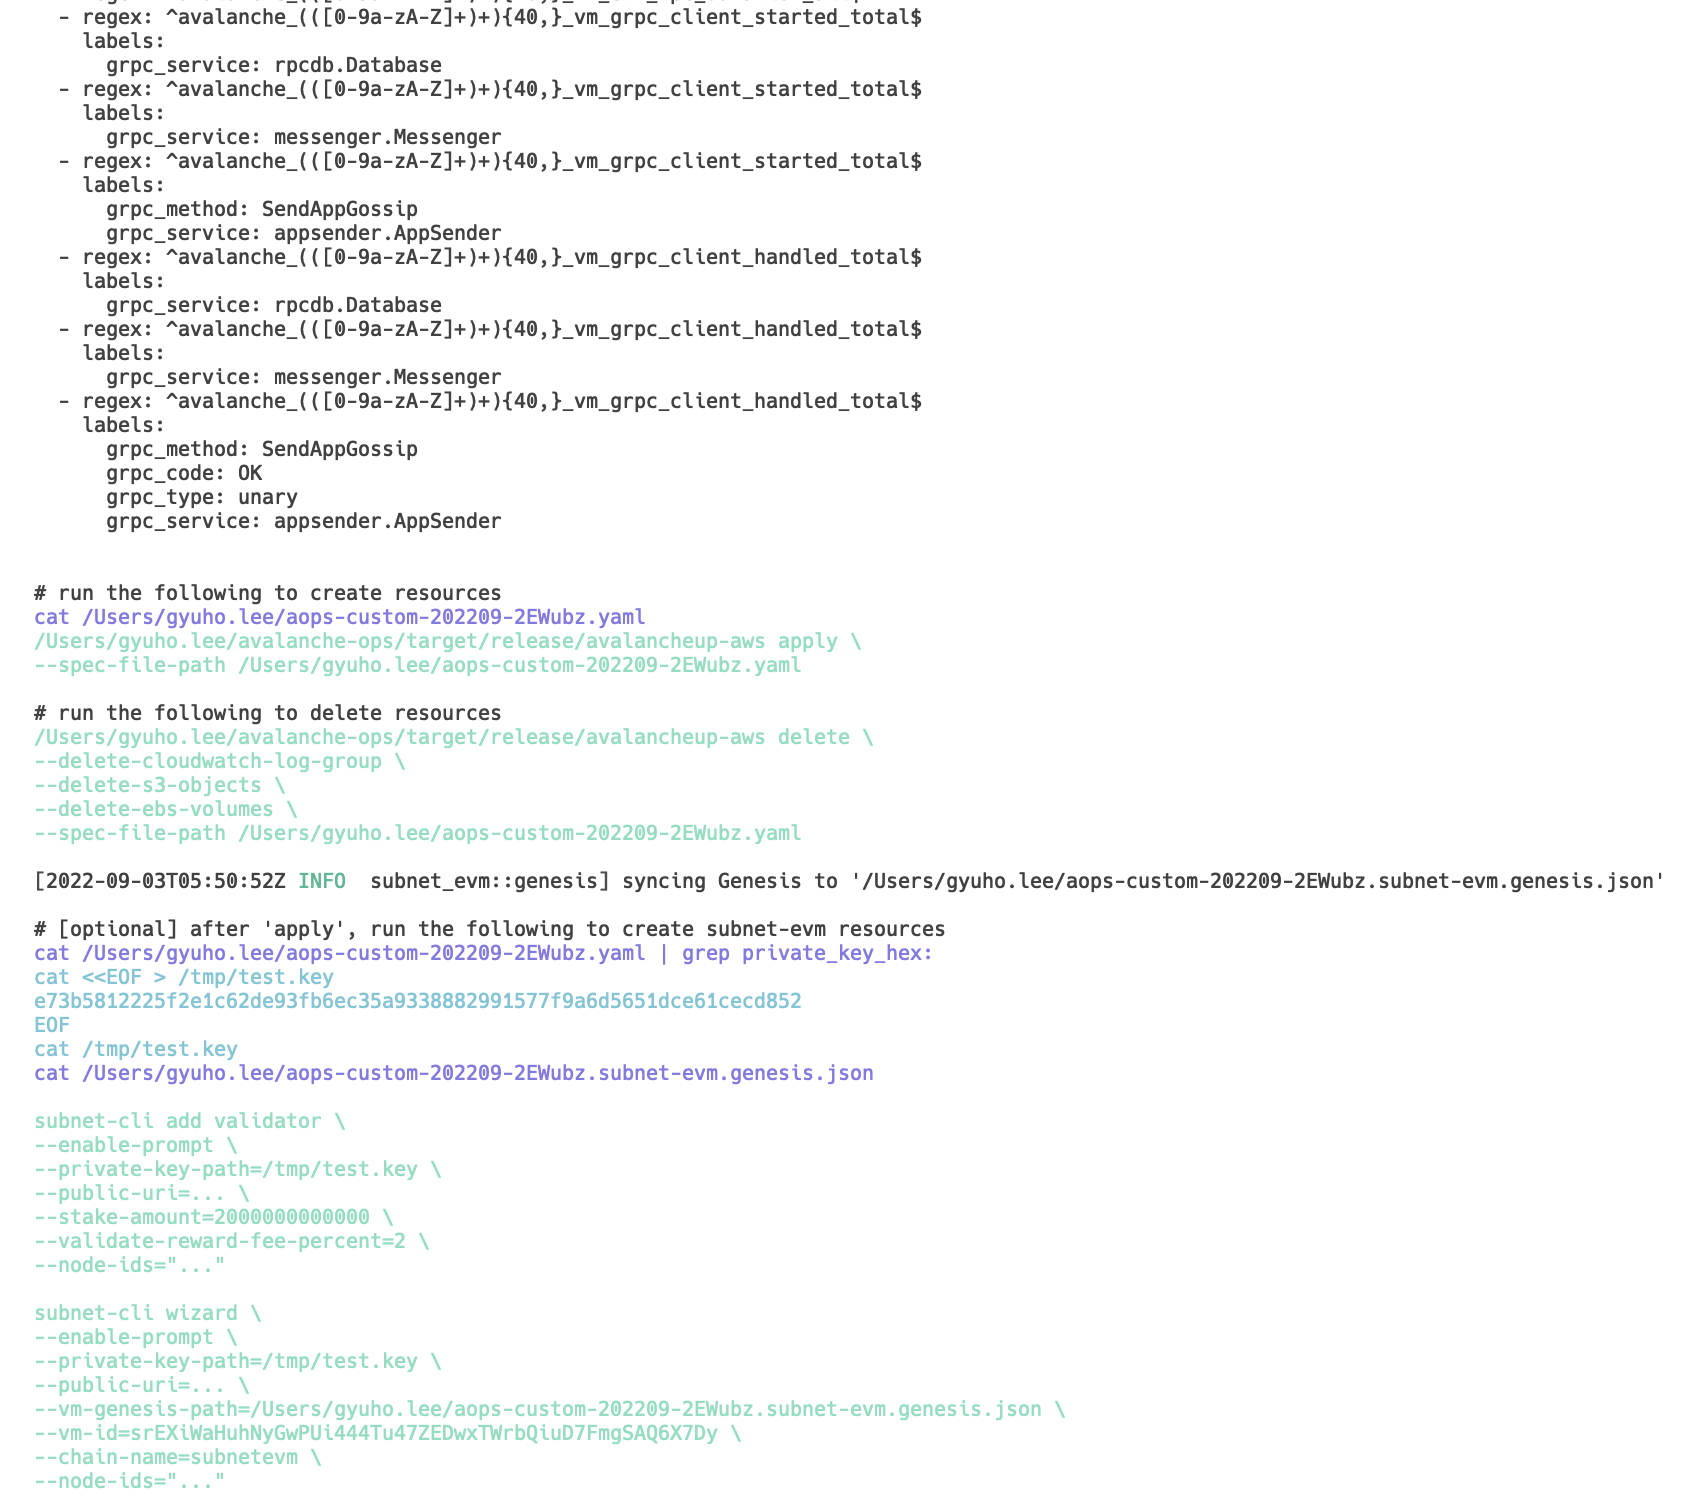 - regex: ^avalanche_(([0-9a-zA-Z]+)+){40,}_vm_grpc_client_started_total$
    labels:
      grpc_service: rpcdb.Database
  - regex: ^avalanche_(([0-9a-zA-Z]+)+){40,}_vm_grpc_client_started_total$
    labels:
      grpc_service: messenger.Messenger
  - regex: ^avalanche_(([0-9a-zA-Z]+)+){40,}_vm_grpc_client_started_total$
    labels:
      grpc_method: SendAppGossip
      grpc_service: appsender.AppSender
  - regex: ^avalanche_(([0-9a-zA-Z]+)+){40,}_vm_grpc_client_handled_total$
    labels:
      grpc_service: rpcdb.Database
  - regex: ^avalanche_(([0-9a-zA-Z]+)+){40,}_vm_grpc_client_handled_total$
    labels:
      grpc_service: messenger.Messenger
  - regex: ^avalanche_(([0-9a-zA-Z]+)+){40,}_vm_grpc_client_handled_total$
    labels:
      grpc_method: SendAppGossip
      grpc_code: OK
      grpc_type: unary
      grpc_service: appsender.AppSender
# run the following to create resources
cat /Users/gyuho.lee/aops-custom-202209-2EWubz.yaml
/Users/gyuho.lee/avalanche-ops/target/release/avalancheup-aws apply \
--spec-file-path /Users/gyuho.lee/aops-custom-202209-2EWubz.yaml
# run the following to delete resources
/Users/gyuho.lee/avalanche-ops/target/release/avalancheup-aws delete \
--delete-cloudwatch-log-group \
--delete-s3-objects \
--delete-ebs-volumes \
--spec-file-path /Users/gyuho.lee/aops-custom-202209-2EWubz.yaml
[2022-09-03T05:50:52Z INFO  subnet_evm::genesis] syncing Genesis to '/Users/gyuho.lee/aops-custom-202209-2EWubz.subnet-evm.genesis.json'
# [optional] after 'apply', run the following to create subnet-evm resources
cat /Users/gyuho.lee/aops-custom-202209-2EWubz.yaml | grep private_key_hex:
cat <<EOF > /tmp/test.key
e73b5812225f2e1c62de93fb6ec35a9338882991577f9a6d5651dce61cecd852
EOF
cat /tmp/test.key
cat /Users/gyuho.lee/aops-custom-202209-2EWubz.subnet-evm.genesis.json
subnet-cli add validator \
--enable-prompt \
--private-key-path=/tmp/test.key \
--public-uri=... \
--stake-amount=2000000000000 \
--validate-reward-fee-percent=2 \
--node-ids="..."
subnet-cli wizard \
--enable-prompt \
--private-key-path=/tmp/test.key \
--public-uri=... \
--vm-genesis-path=/Users/gyuho.lee/aops-custom-202209-2EWubz.subnet-evm.genesis.json \
--vm-id=srEXiWaHuhNyGwPUi444Tu47ZEDwxTWrbQiuD7FmgSAQ6X7Dy \
--chain-name=subnetevm \
--node-ids="..."